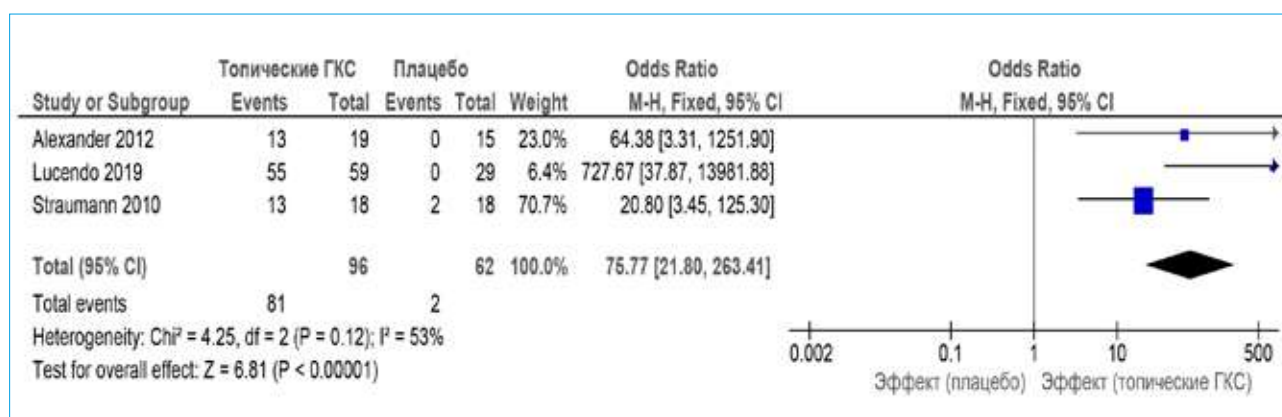 Топические ГКС Плацебо Odds Ratio Odds Ratio
Study or Subgroup Events Total Events Total Weight M-H, Fixed, 95% CI M-H, Fixed, 95% CI
Alexander 2012 13 19 0 15 23.0% 64.38 [3.31, 1251.90]
Lucendo 2019 55 59 0 29 6.4% 727.67 [37.87, 13981.88]
Straumann 2010 13 18 2 18 70.7% 20.80 [3.45, 125.30]
Total (95% CI) 96 62 100.0% 75.77 [21.80, 263.41]
Total events 81 2
Heterogeneity: Chi² = 4.25, df = 2 (P = 0.12); I² = 53%
Test for overall effect: Z = 6.81 (P < 0.00001)
0.002 0.1 1 10 500
Эффект (плацебо) Эффект (топические ГКС)